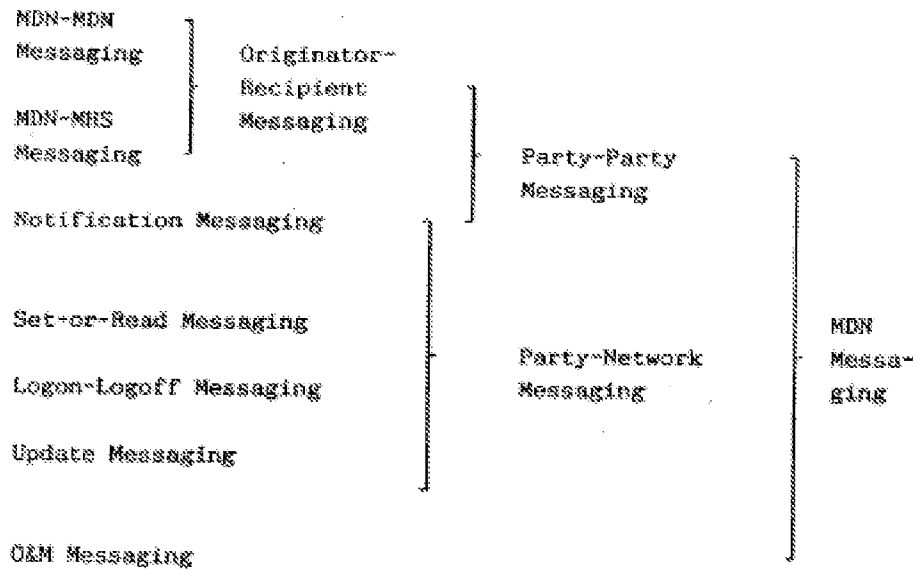 MDN-MDN
Messaging
Originator-
Recipient
Messaging
MDN-MHS
Messaging
Party-Party
Messaging
Notification Messaging
Set-or-Read Messaging
MDN
Messa-
ging
Party-Network
Messaging
Logon-Logoff Messaging
Update Messaging
O&M Messaging